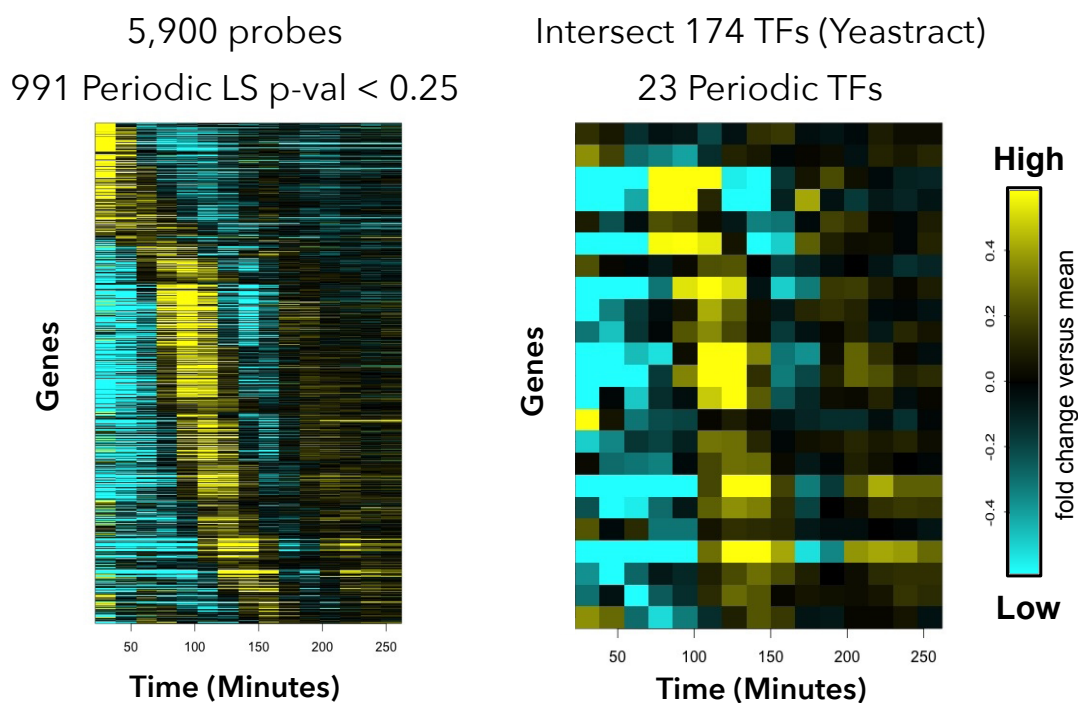 5,900 probes
991 Periodic LS p-val < 0.25
Genes
50 100 150 200 250
Time (Minutes)
Intersect 174 TFs (Yeastract)
23 Periodic TFs
Genes
50 100 150 200 250
Time (Minutes)
High
0.4
0.2
0.0
-0.2
-0.4
fold change versus mean
Low